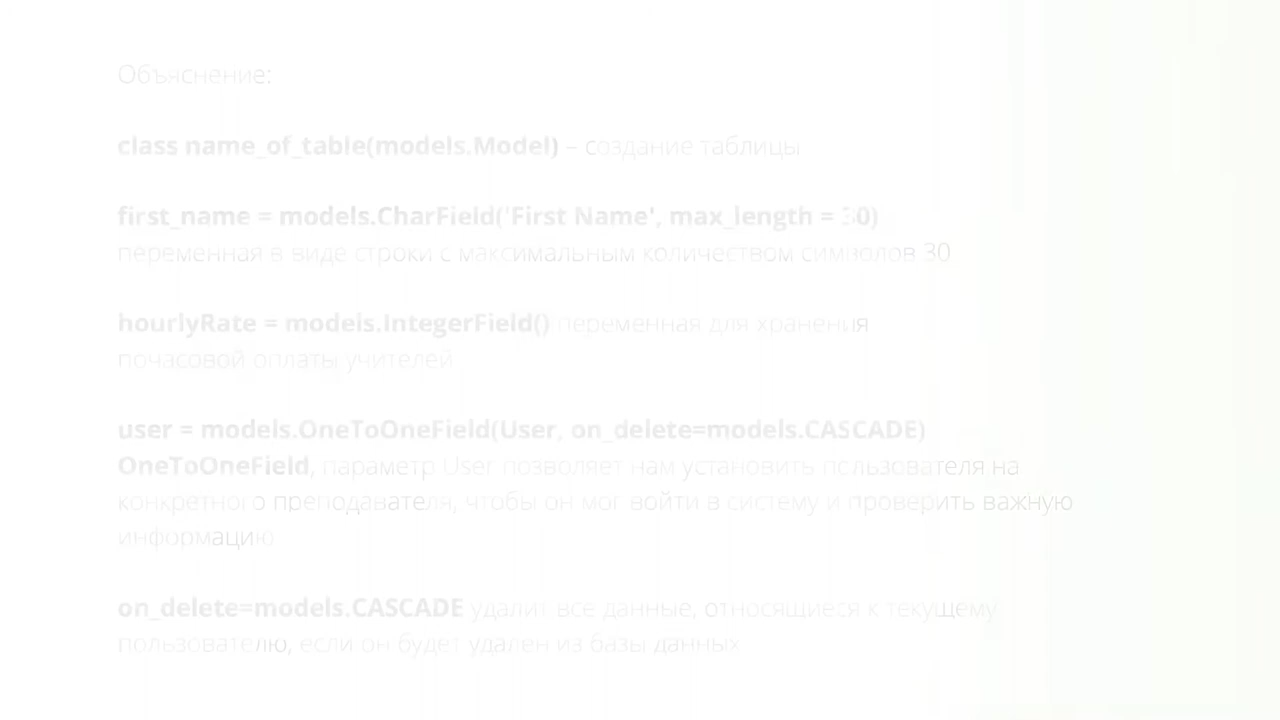 Объяснение:
class name_of_table(models.Model) – создание таблицы
first_name = models.CharField('First Name', max_length = 30)
переменная в виде строки с максимальным количеством символов 30
hourlyRate = models.IntegerField() переменная для хранения
почасовой оплаты учителей
user = models.OneToOneField(User, on_delete=models.CASCADE)
OneToOneField, параметр User позволяет нам установить пользователя на
конкретного преподавателя, чтобы он мог войти в систему и проверить важную
информацию
on_delete=models.CASCADE удалит все данные, относящиеся к текущему
пользователю, если он будет удален из базы данных